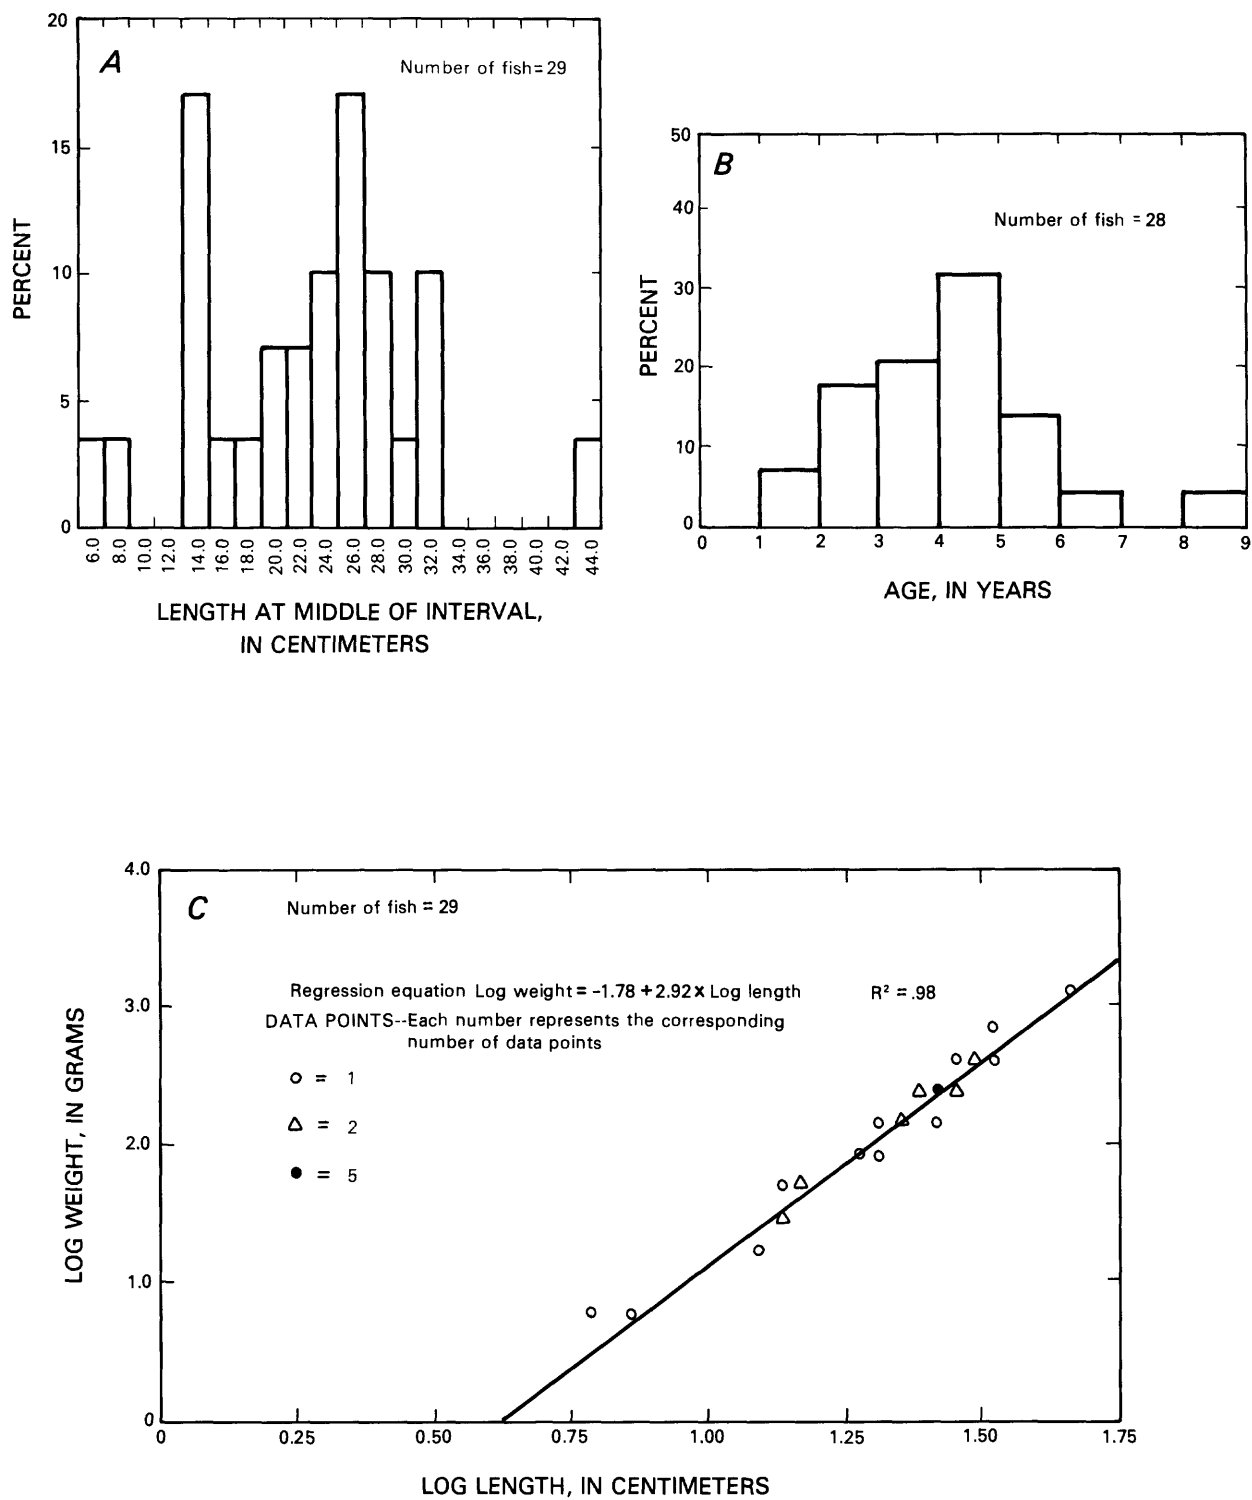 20
A
Number of fish=29
15
10
5
0
PERCENT
6.0 8.0 10.0 12.0 14.0 16.0 18.0 20.0 22.0 24.0 26.0 28.0 30.0 32.0 34.0 36.0 38.0 40.0 42.0 44.0
LENGTH AT MIDDLE OF INTERVAL,
IN CENTIMETERS
50
B
Number of fish = 28
40
30
20
10
0
PERCENT
0 1 2 3 4 5 6 7 8 9
AGE, IN YEARS
4.0
C
Number of fish = 29
Regression equation Log weight = -1.78 + 2.92 x Log length R² = .98
DATA POINTS--Each number represents the corresponding
number of data points
○ = 1
△ = 2
● = 5
3.0
2.0
1.0
0
LOG WEIGHT, IN GRAMS
0 0.25 0.50 0.75 1.00 1.25 1.50 1.75
LOG LENGTH, IN CENTIMETERS